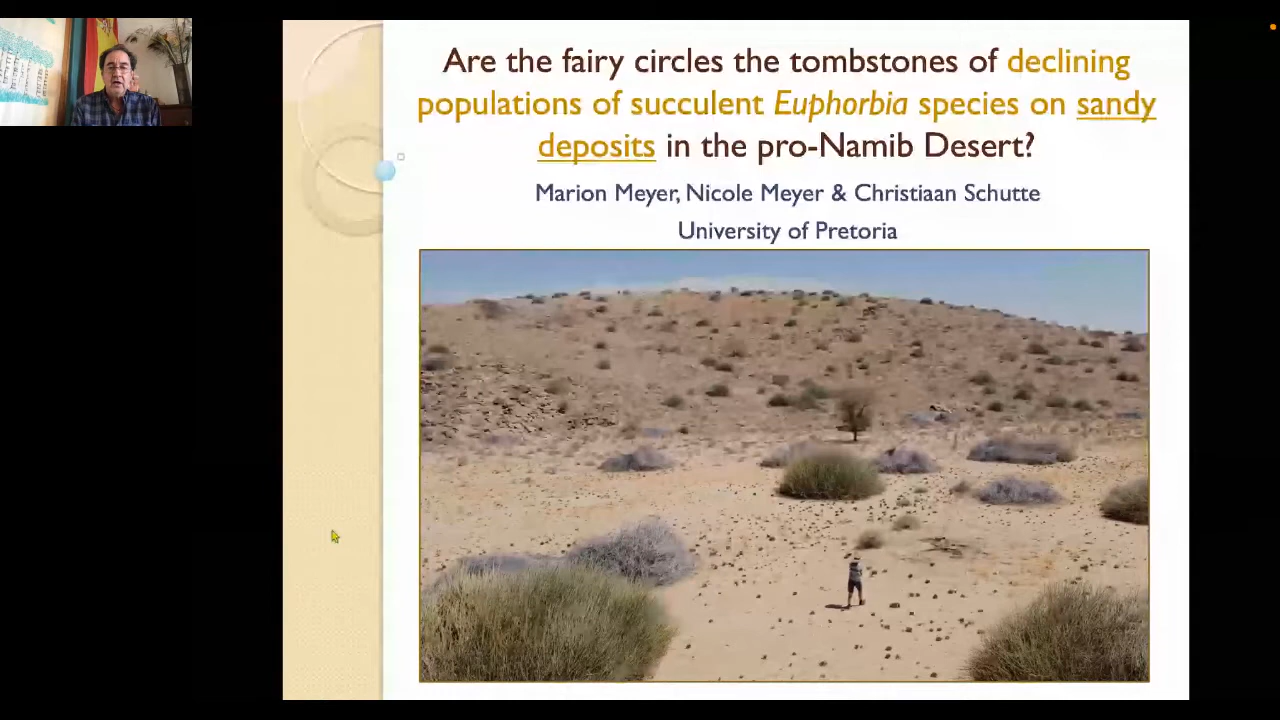 Are the fairy circles the tombstones of declining
populations of succulent Euphorbia species on sandy
deposits in the pro-Namib Desert?
Marion Meyer, Nicole Meyer & Christiaan Schutte
University of Pretoria